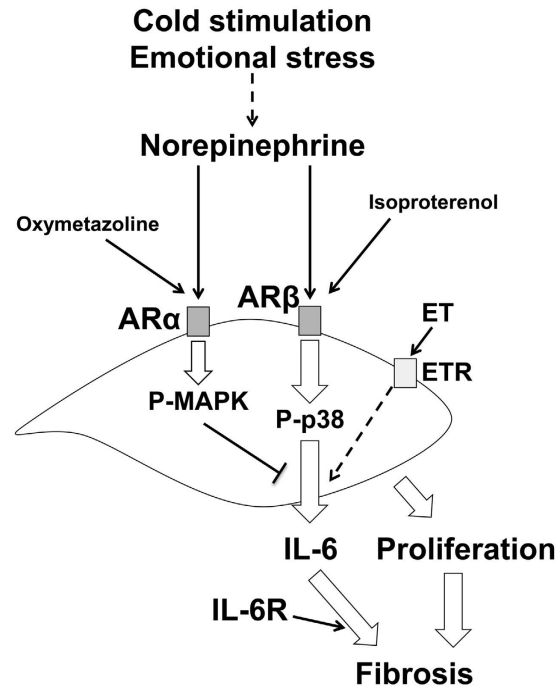 Cold stimulation
Emotional stress
Norepinephrine
Isoproterenol
Oxymetazoline
ARβ
ARα
ET
ETR
P-MAPK
P-p38
IL-6
Proliferation
IL-6R
Fibrosis